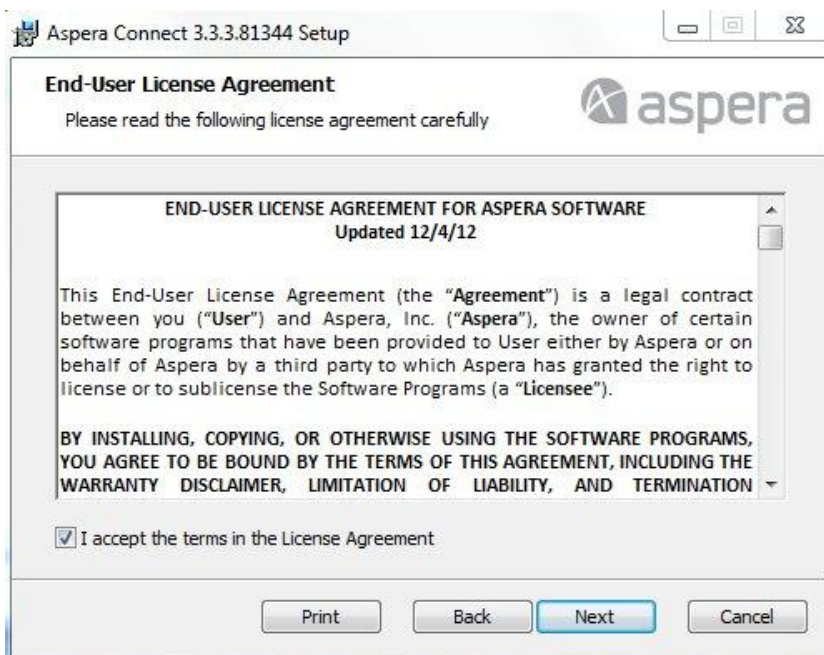 Aspera Connect 3.3.3.81344 Setup
End-User License Agreement
Please read the following license agreement carefully
aspera
END-USER LICENSE AGREEMENT FOR ASPERA SOFTWARE
Updated 12/4/12
This End-User License Agreement (the “Agreement”) is a legal contract
between you (“User”) and Aspera, Inc. (“Aspera”), the owner of certain
software programs that have been provided to User either by Aspera or on
behalf of Aspera by a third party to which Aspera has granted the right to
license or to sublicense the Software Programs (a “Licensee”).
BY INSTALLING, COPYING, OR OTHERWISE USING THE SOFTWARE PROGRAMS,
YOU AGREE TO BE BOUND BY THE TERMS OF THIS AGREEMENT, INCLUDING THE
WARRANTY DISCLAIMER, LIMITATION OF LIABILITY, AND TERMINATION
I accept the terms in the License Agreement
Print Back Next Cancel